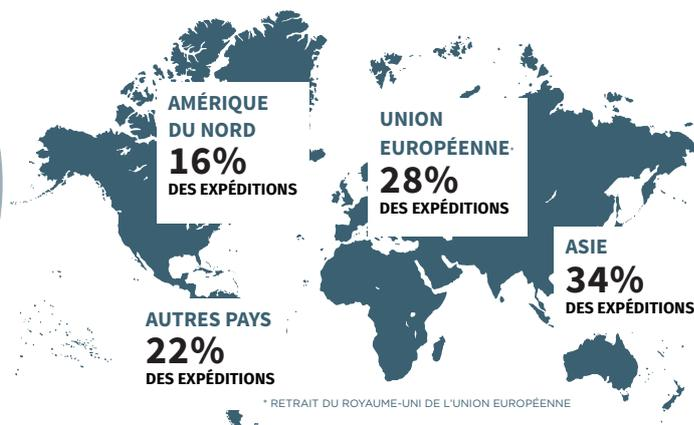 AMÉRIQUE
DU NORD
16%
DES EXPÉDITIONS
UNION
EUROPÉENNE*
28%
DES EXPÉDITIONS
ASIE
34%
DES EXPÉDITIONS
AUTRES PAYS
22%
DES EXPÉDITIONS
* RETRAIT DU ROYAUME-UNI DE L'UNION EUROPÉENNE